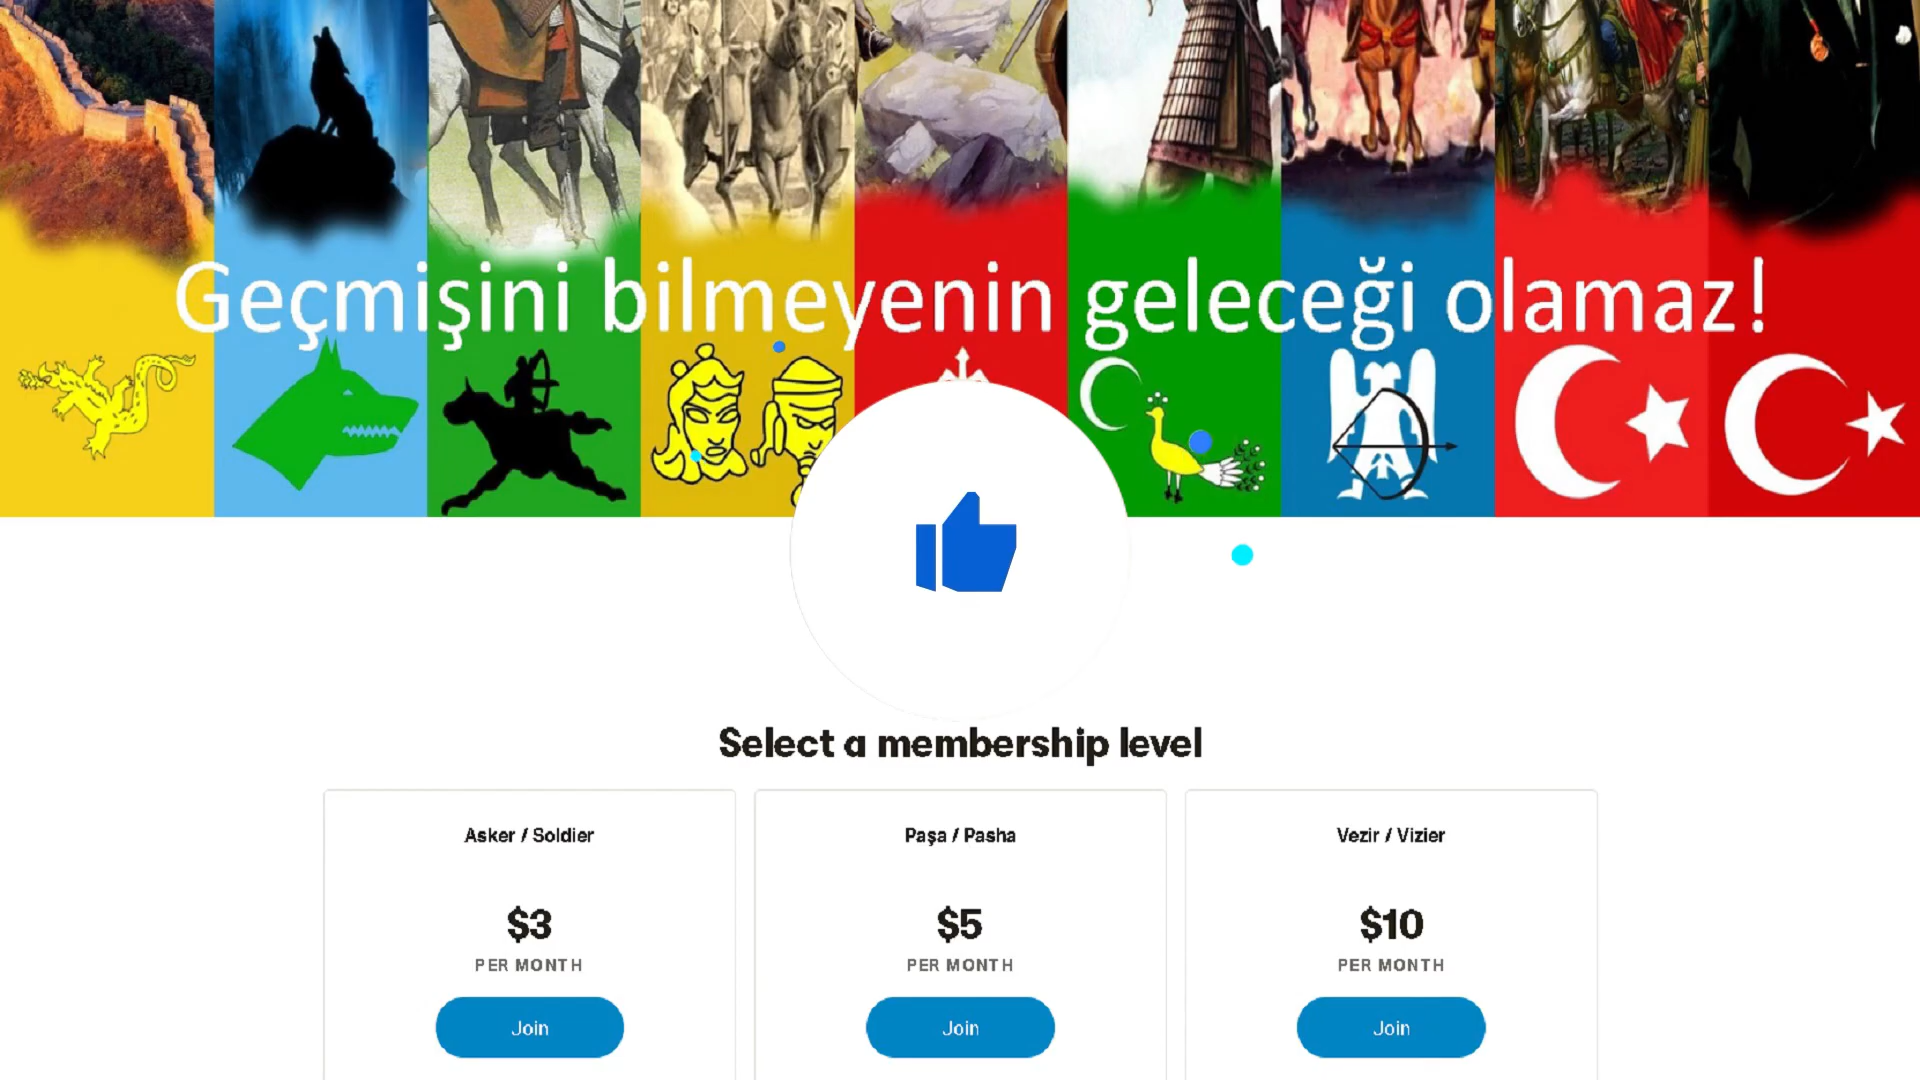 Geçmişini bilmeyenin geleceği olamaz!
Select a membership level
Asker / Soldier
$3
PER MONTH
Join
Paşa / Pasha
$5
PER MONTH
Join
Vezir / Vizier
$10
PER MONTH
Join